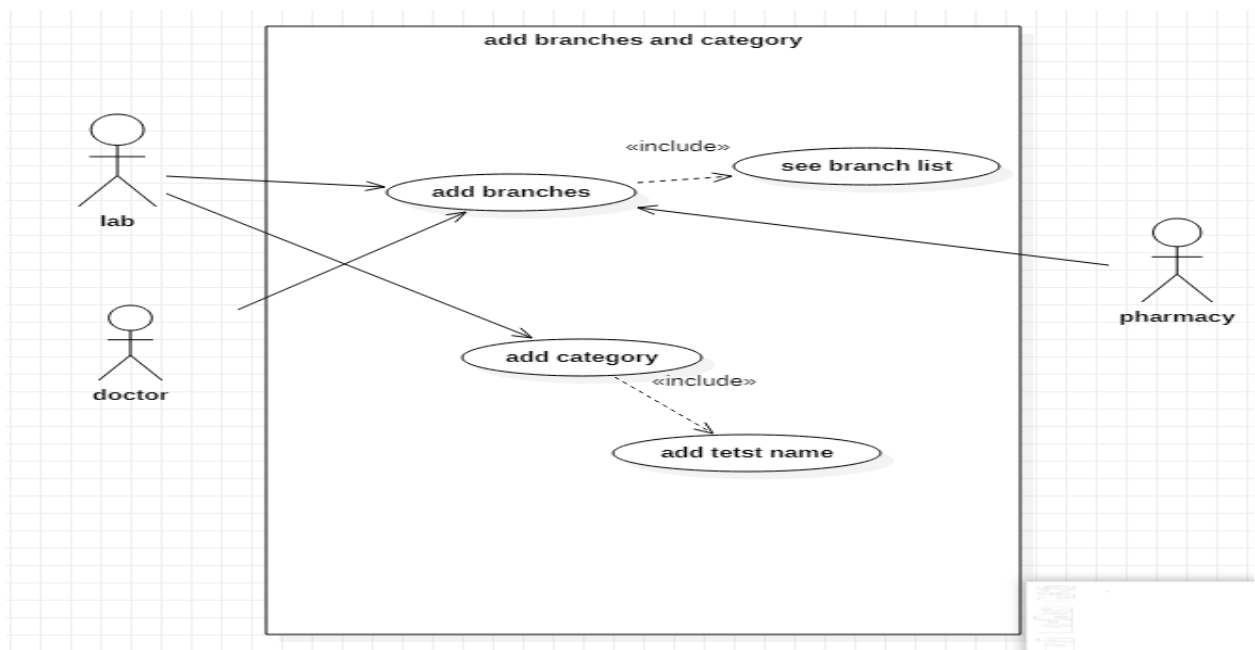 add branches and category
«include»
see branch list
add branches
lab
pharmacy
add category
«include»
doctor
add tetst name